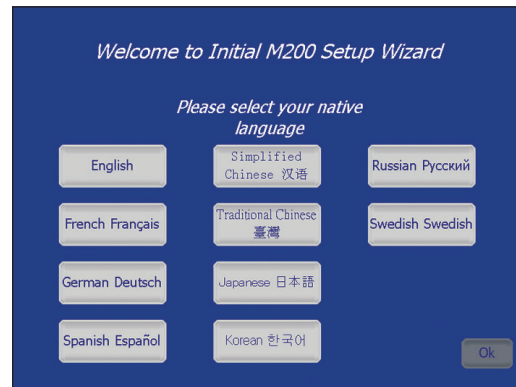 Welcome to Initial M200 Setup Wizard
Please select your native
language
English
Simplified
Chinese 汉语
Russian Русский
French Français
Traditional Chinese
臺灣
Swedish Swedish
German Deutsch
Japanese 日本語
Spanish Español
Korean 한국어
Ok